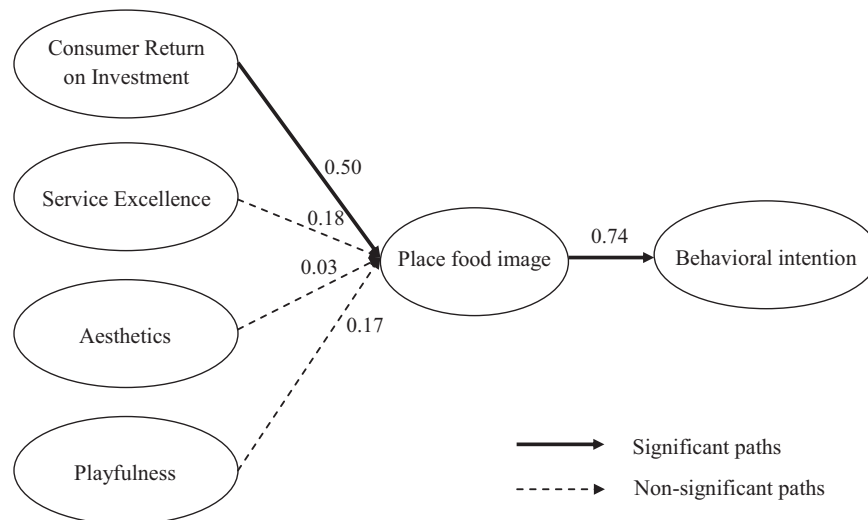 Consumer Return
on Investment
0.50
Service Excellence
0.18
Place food image
0.74
Behavioral intention
0.03
Aesthetics
0.17
Playfulness
Significant paths
Non-significant paths